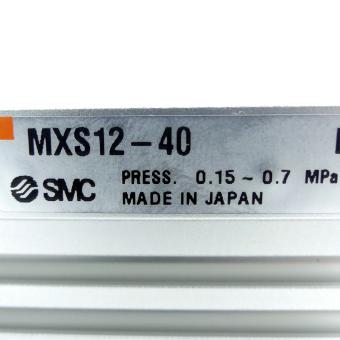 MXS12-40
SMC PRESS. 0.15 ~ 0.7 MPa
MADE IN JAPAN